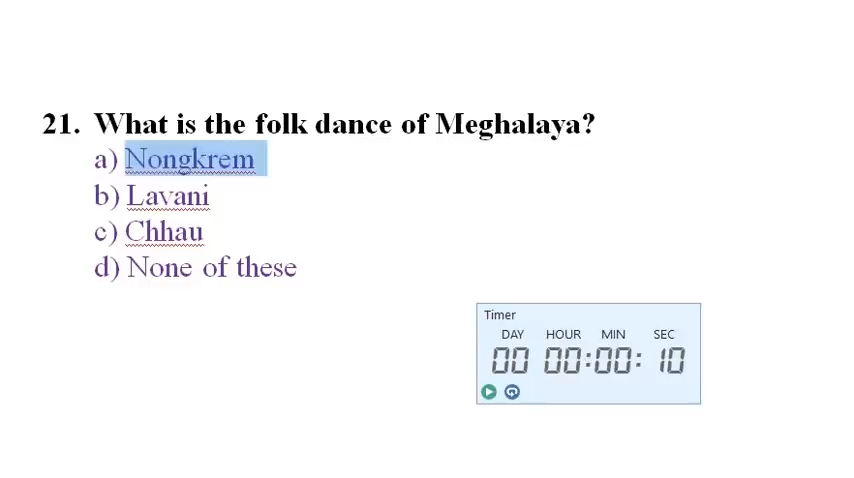 21. What is the folk dance of Meghalaya?
a) Nongkrem
b) Lavani
c) Chhau
d) None of these
Timer
DAY HOUR MIN SEC
00 00:00: 10